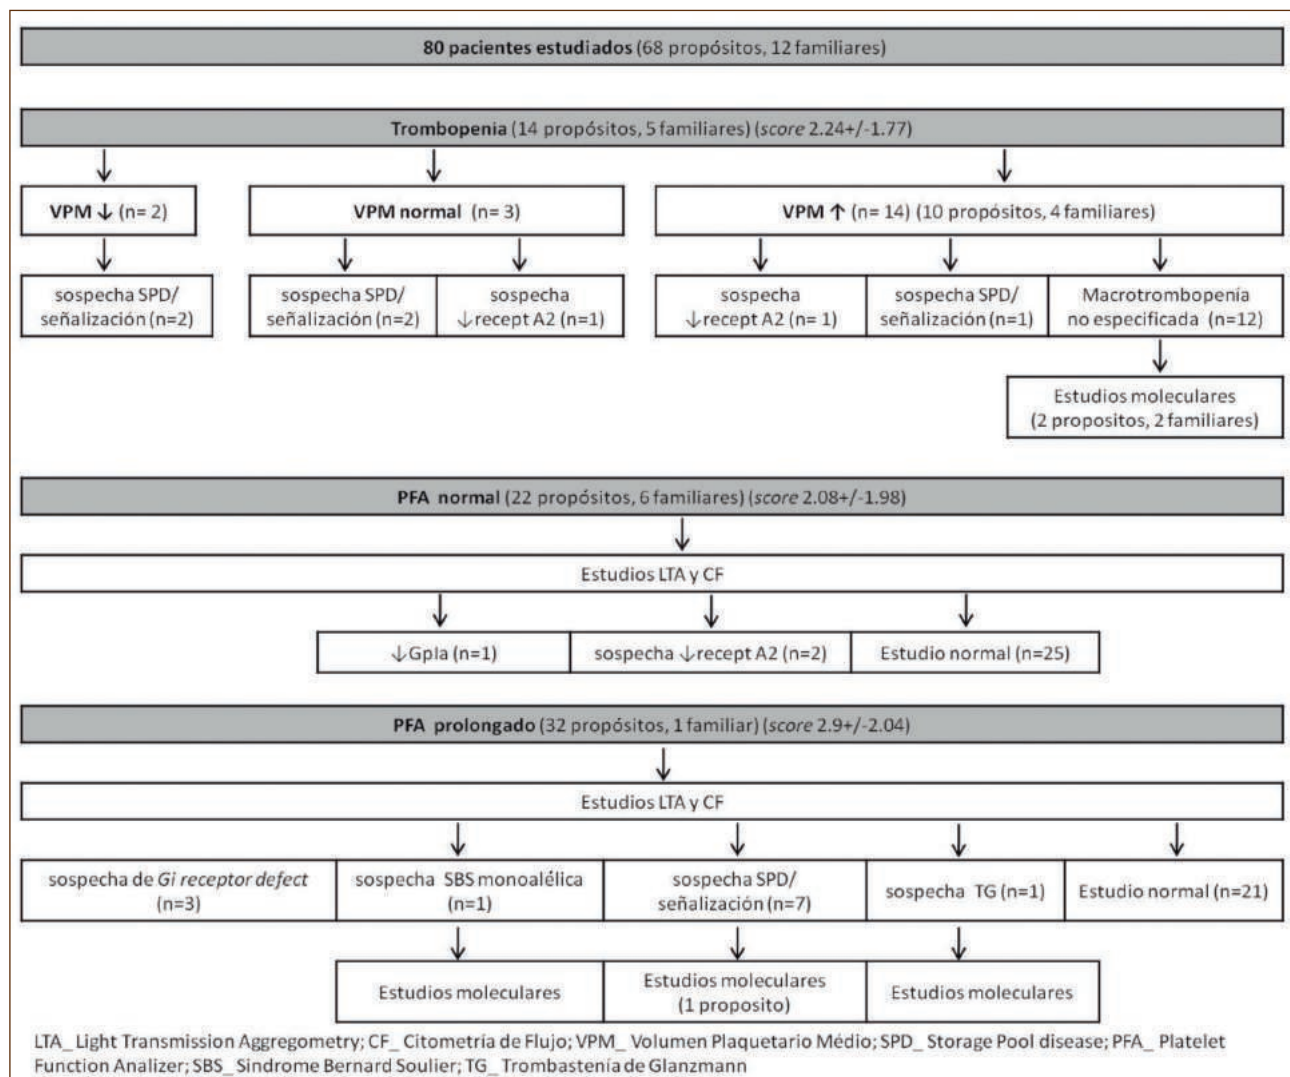 80 pacientes estudiados (68 propósitos, 12 familiares)
Trombopenia (14 propósitos, 5 familiares) (score 2.24+/-1.77)
VPM ↓ (n= 2)
VPM normal (n= 3)
VPM ↑ (n= 14) (10 propósitos, 4 familiares)
sospecha SPD/
señalización (n=2)
sospecha SPD/
señalización (n=2)
sospecha
↓recept A2 (n=1)
sospecha
↓recept A2 (n= 1)
sospecha SPD/
señalización (n=1)
Macrotrombopenía
no especificada (n=12)
Estudios moleculares
(2 propositos, 2 familiares)
PFA normal (22 propósitos, 6 familiares) (score 2.08+/-1.98)
Estudios LTA y CF
↓GpIa (n=1)
sospecha ↓recept A2 (n=2)
Estudio normal (n=25)
PFA prolongado (32 propósitos, 1 familiar) (score 2.9+/-2.04)
Estudios LTA y CF
sospecha de Gi receptor defect
(n=3)
sospecha SBS monoalélica
(n=1)
sospecha SPD/
señalización (n=7)
sospecha TG (n=1)
Estudio normal (n=21)
Estudios moleculares
Estudios moleculares
(1 proposito)
Estudios moleculares
LTA_ Light Transmission Aggregometry; CF_ Citometría de Flujo; VPM_ Volumen Plaquetario Médio; SPD_ Storage Pool disease; PFA_ Platelet
Function Analizer; SBS_ Sindrome Bernard Soulier; TG_ Trombastenía de Glanzmann